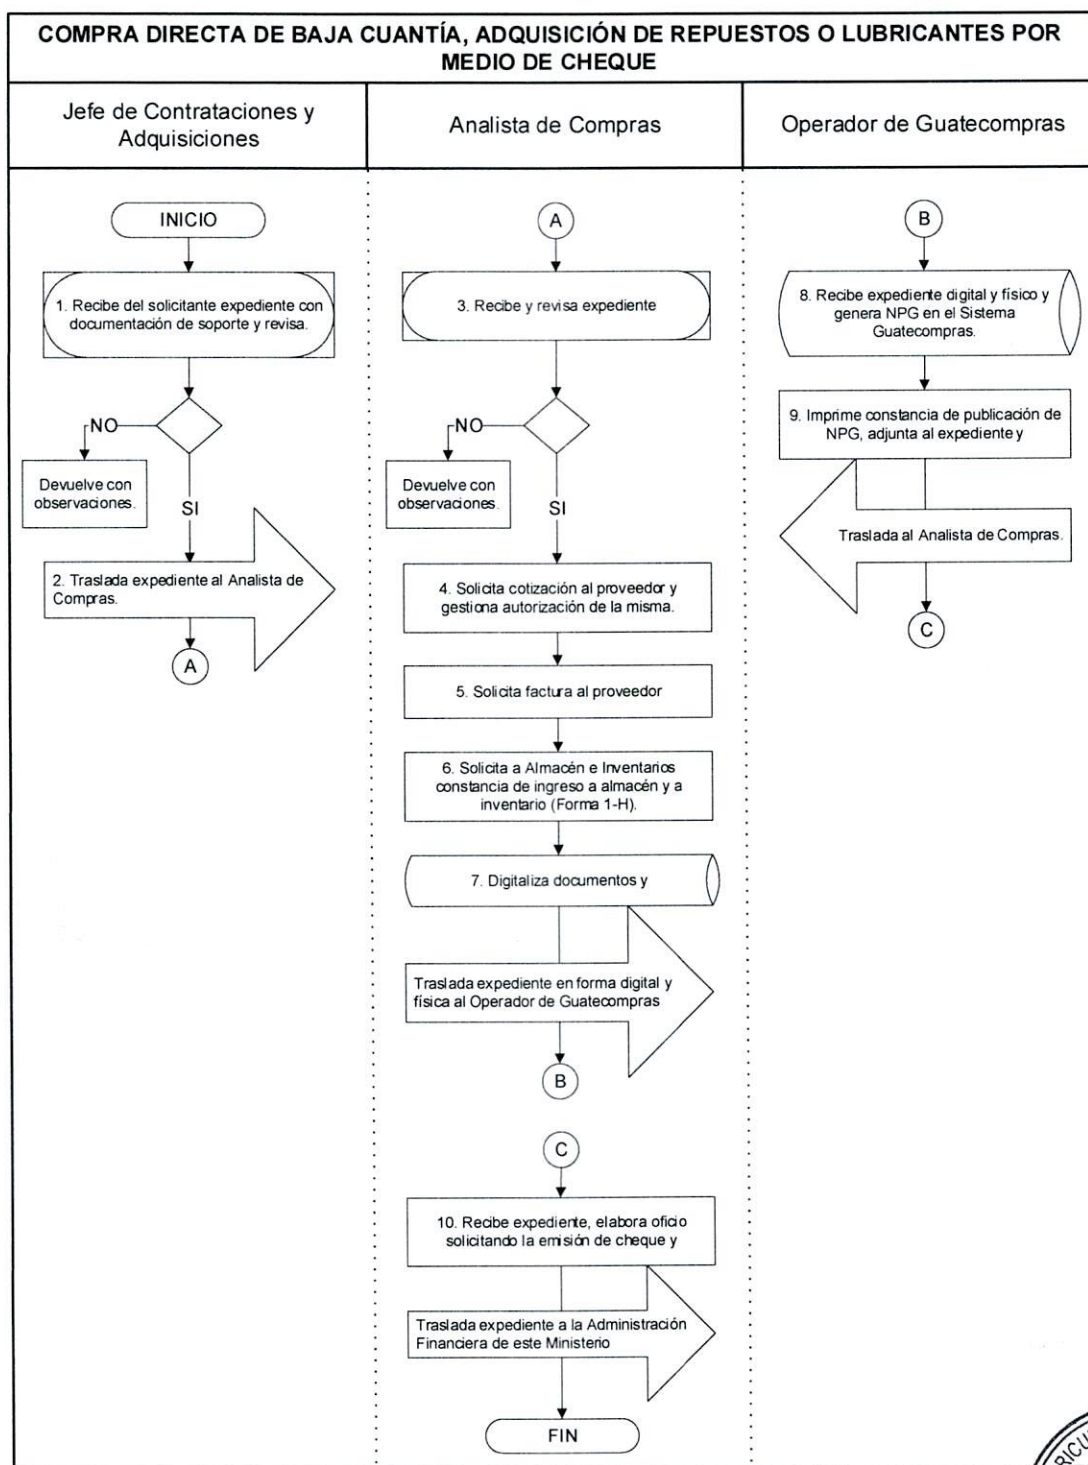 COMPRA DIRECTA DE BAJA CUANTÍA, ADQUISICIÓN DE REPUESTOS O LUBRICANTES POR
MEDIO DE CHEQUE
Jefe de Contrataciones y
Adquisiciones
Analista de Compras
Operador de Guatecompras
INICIO
1. Recibe del solicitante expediente con
documentación de soporte y revisa.
NO
Devuelve con
observaciones.
SI
2. Traslada expediente al Analista de
Compras.
A
A
3. Recibe y revisa expediente
NO
Devuelve con
observaciones.
SI
4. Solicita cotización al proveedor y
gestiona autorización de la misma.
5. Solicita factura al proveedor
6. Solicita a Almacén e Inventarios
constancia de ingreso a almacén y a
inventario (Forma 1-H).
7. Digitaliza documentos y
Traslada expediente en forma digital y
física al Operador de Guatecompras
B
B
8. Recibe expediente digital y físico y
genera NPG en el Sistema
Guatecompras.
9. Imprime constancia de publicación de
NPG, adjunta al expediente y
Traslada al Analista de Compras.
C
C
10. Recibe expediente, elabora oficio
solicitando la emisión de cheque y
Traslada expediente a la Administración
Financiera de este Ministerio
FIN